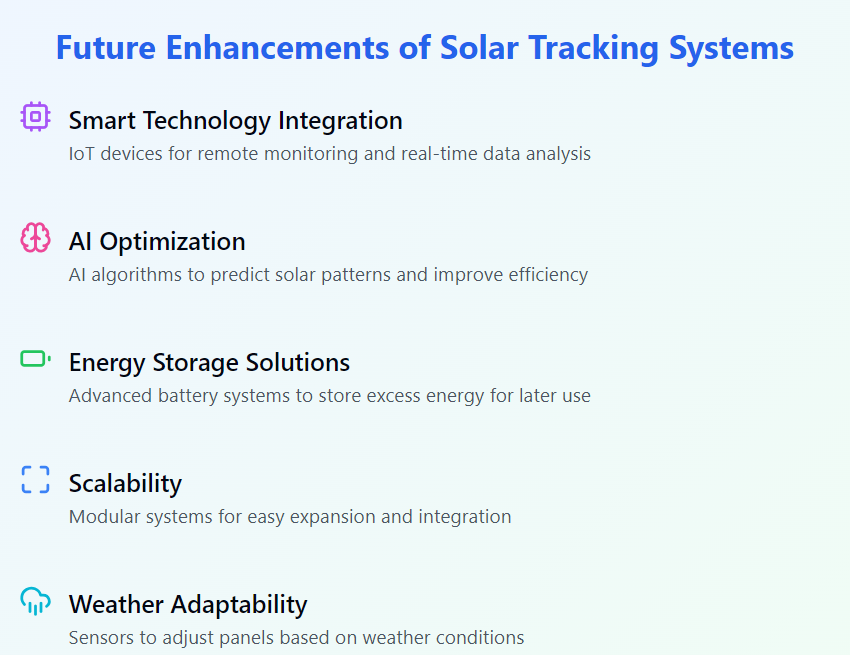 Future Enhancements of Solar Tracking Systems
Smart Technology Integration
IoT devices for remote monitoring and real-time data analysis
AI Optimization
AI algorithms to predict solar patterns and improve efficiency
Energy Storage Solutions
Advanced battery systems to store excess energy for later use
Scalability
Modular systems for easy expansion and integration
Weather Adaptability
Sensors to adjust panels based on weather conditions